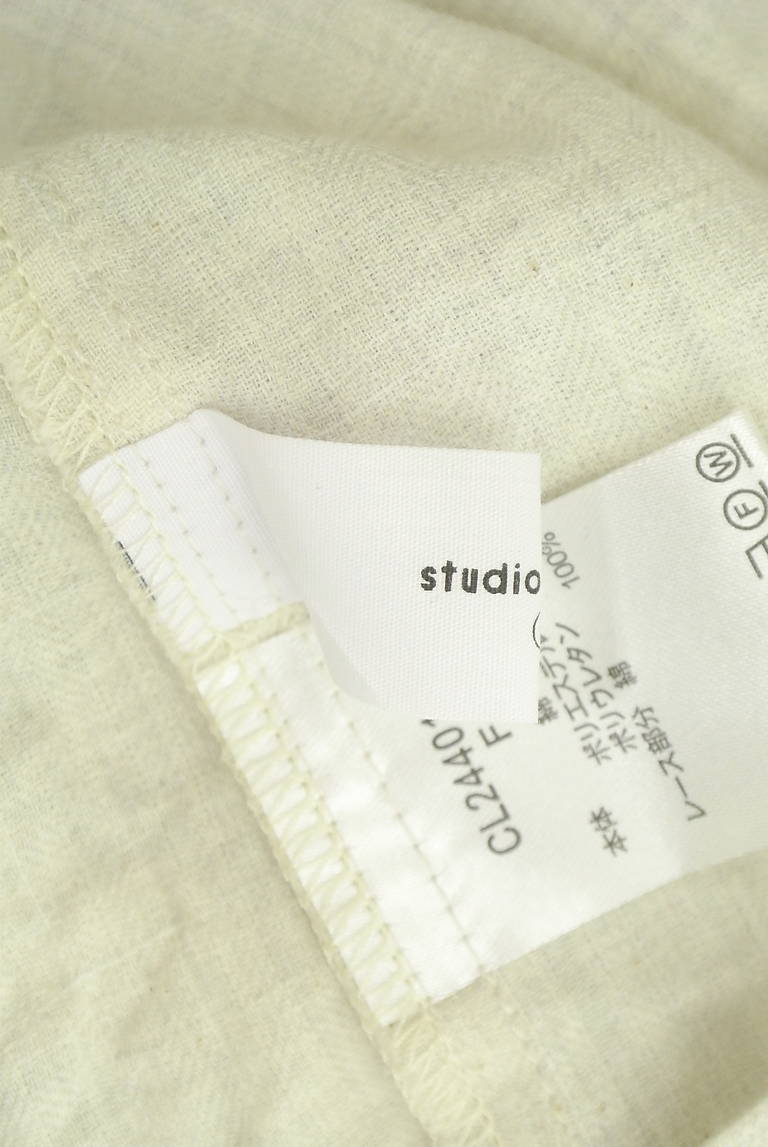 studio
CL2440
F
本体
綿
ポリエステル
ポリウレタン
レース部分 綿 100%
F W